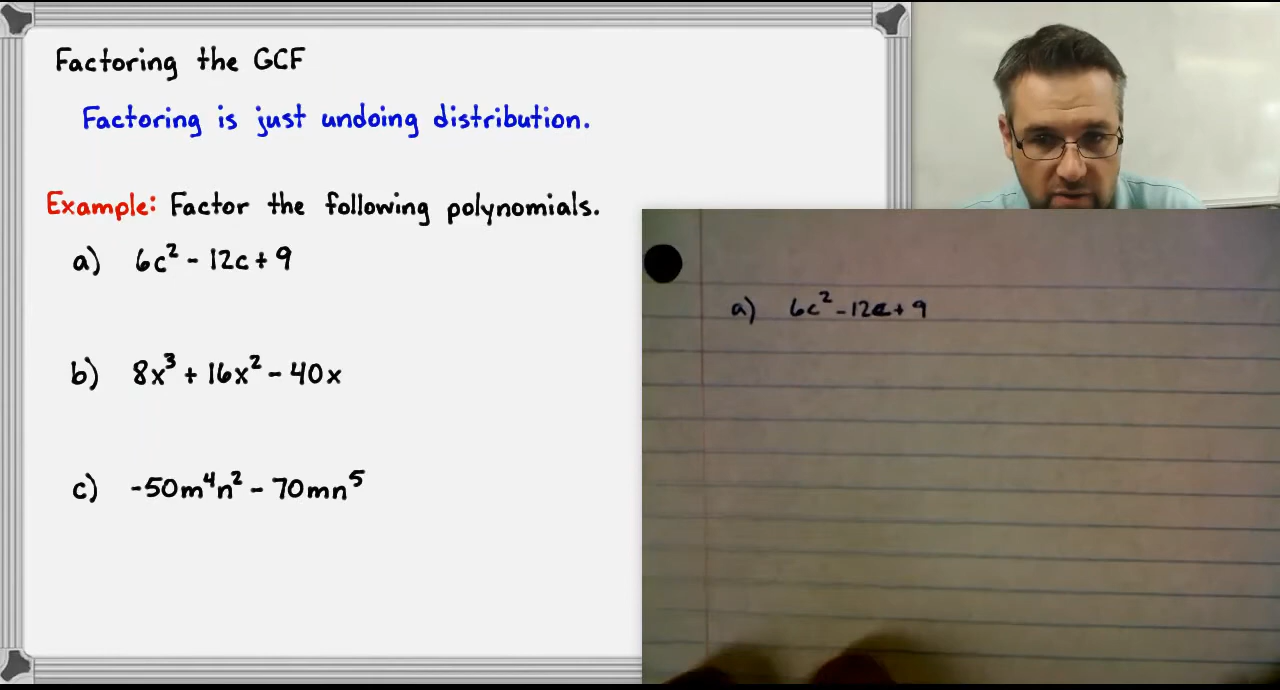 Factoring the GCF
Factoring is just undoing distribution.
Example: Factor the following polynomials.
a) 6c² - 12c + 9
b) 8x³ + 16x² - 40x
c) -50m⁴n² - 70mn⁵
a) 6c² - 12c + 9